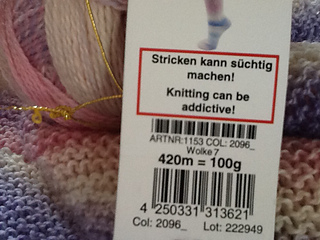 Stricken kann süchtig
machen!
Knitting can be
addictive!
ARTNR:1153 COL: 2096_
Wolke 7
420m = 100g
4 250331 313621
Col: 2096_ Lot: 222949